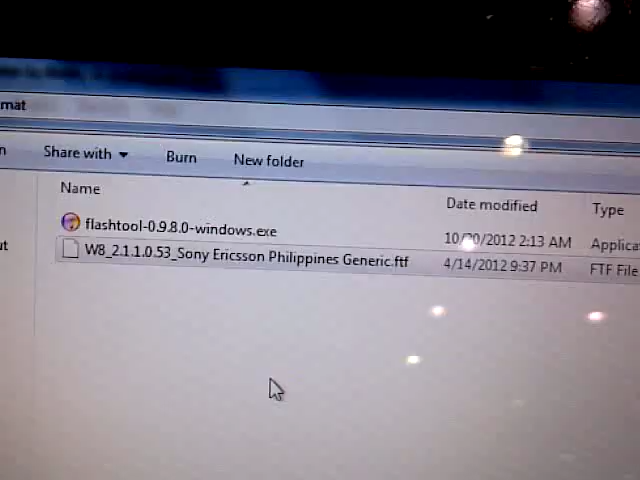 mat
n Share with Burn New folder
Name Date modified Type
flashtool-0.9.8.0-windows.exe 10/20/2012 2:13 AM Applica
W8_2.1.1.0.53_Sony Ericsson Philippines Generic.ftf 4/14/2012 9:37 PM FTF File
ut